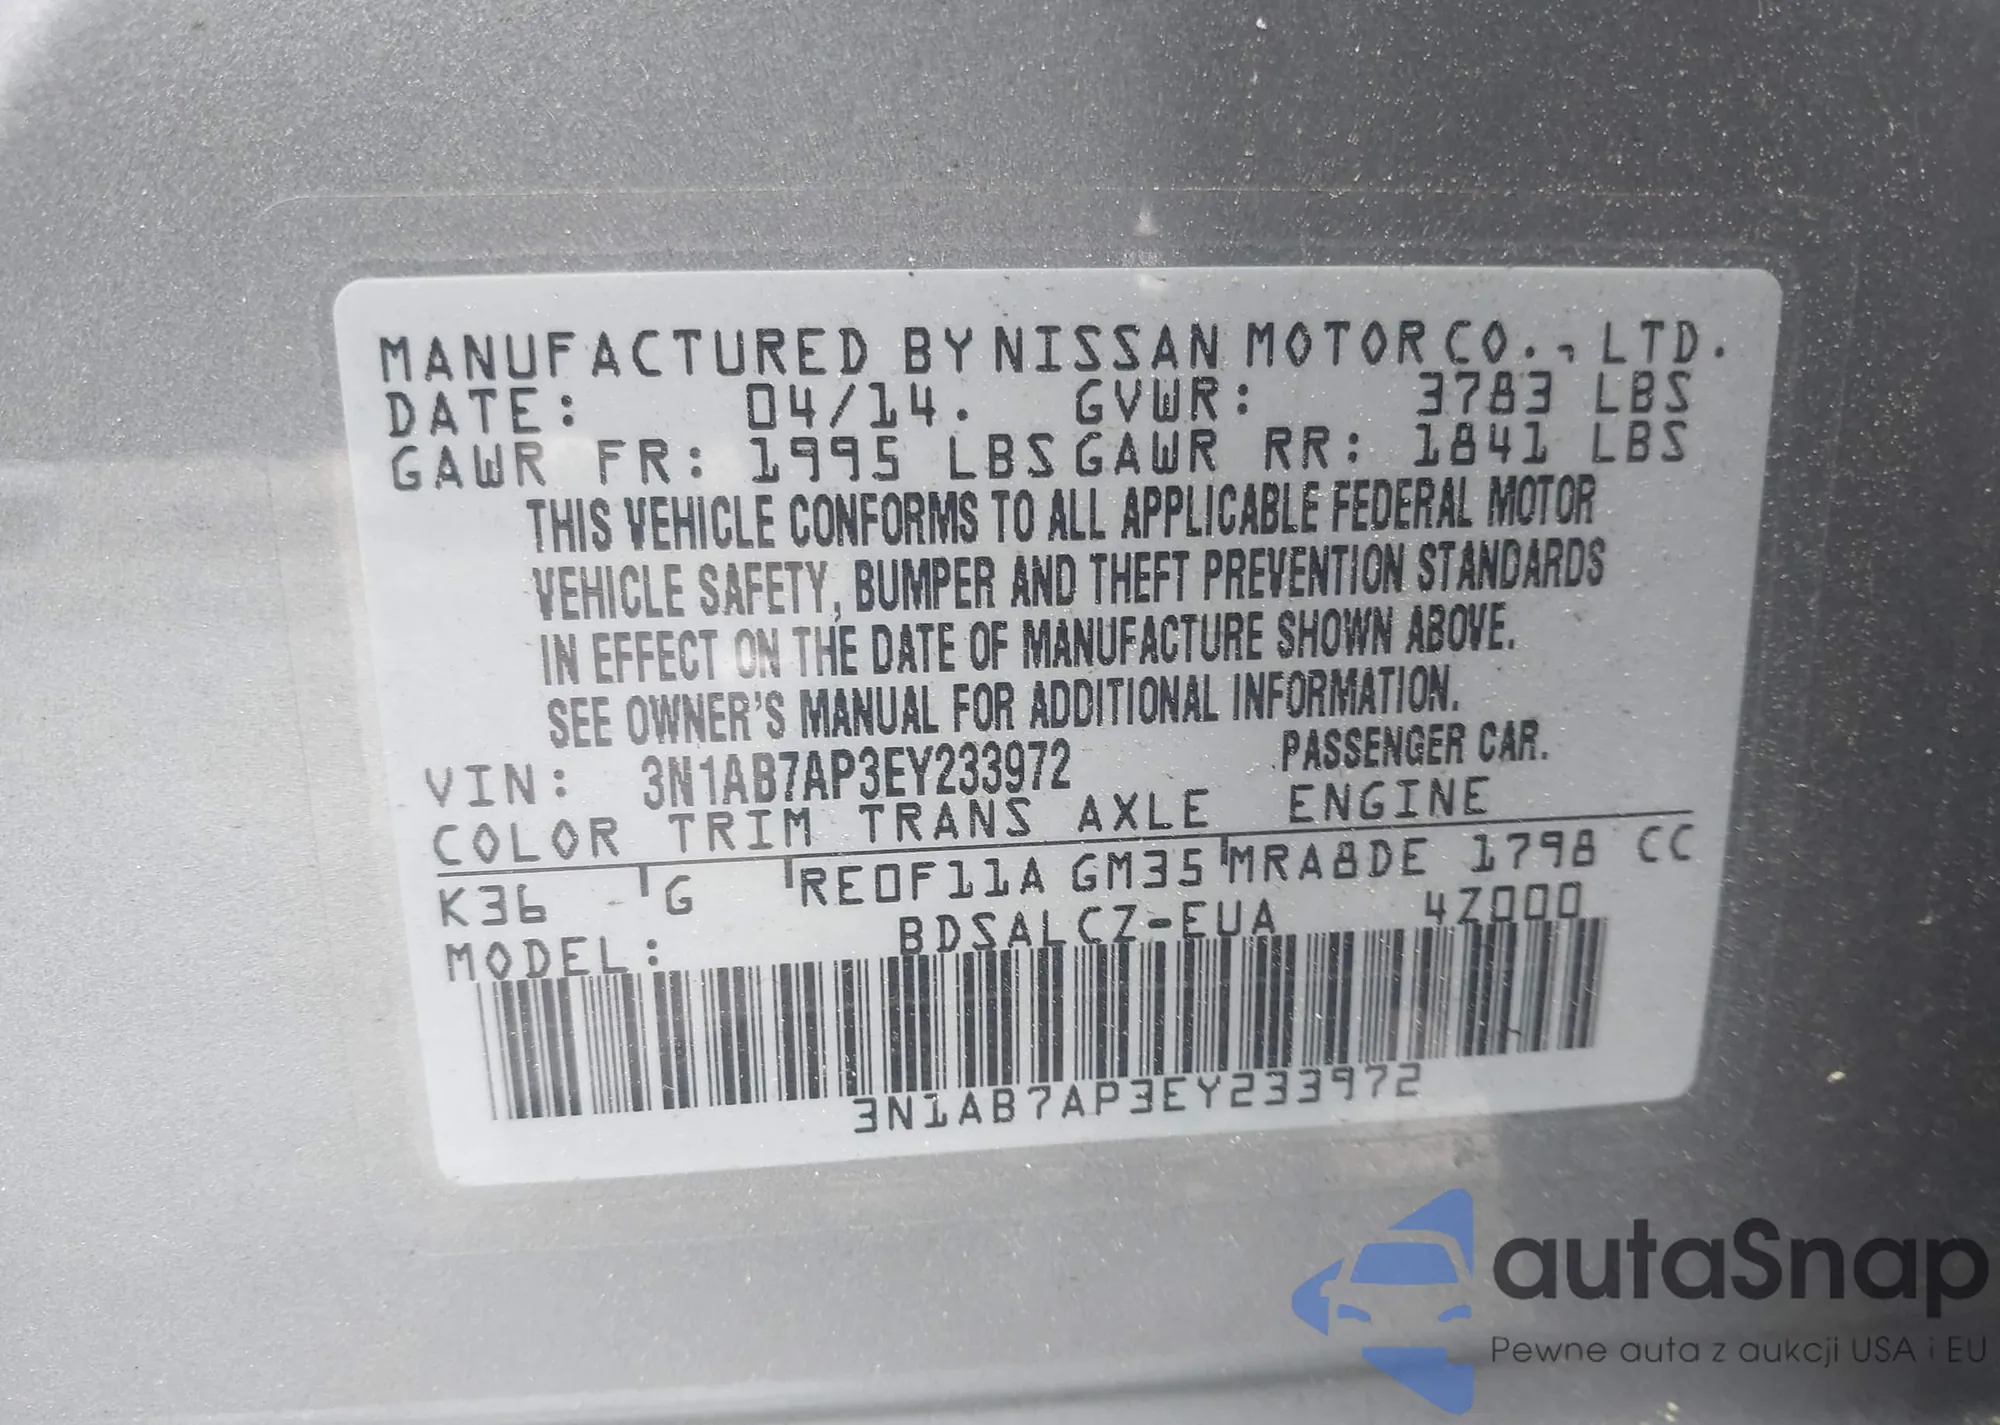 MANUFACTURED BY NISSAN MOTOR CO., LTD.
DATE: 04/14. GVWR: 3783 LBS
GAWR FR: 1995 LBS GAWR RR: 1841 LBS
THIS VEHICLE CONFORMS TO ALL APPLICABLE FEDERAL MOTOR
VEHICLE SAFETY, BUMPER AND THEFT PREVENTION STANDARDS
IN EFFECT ON THE DATE OF MANUFACTURE SHOWN ABOVE.
SEE OWNER'S MANUAL FOR ADDITIONAL INFORMATION.
VIN: 3N1AB7AP3EY233972 PASSENGER CAR.
COLOR TRIM TRANS AXLE ENGINE
K36 G RE0F11A GM35 MRA8DE 1798 CC
MODEL: BDSALCZ-EUA 4Z000
3N1AB7AP3EY233972
autaSnap
Pewne auta z aukcji USA i EU